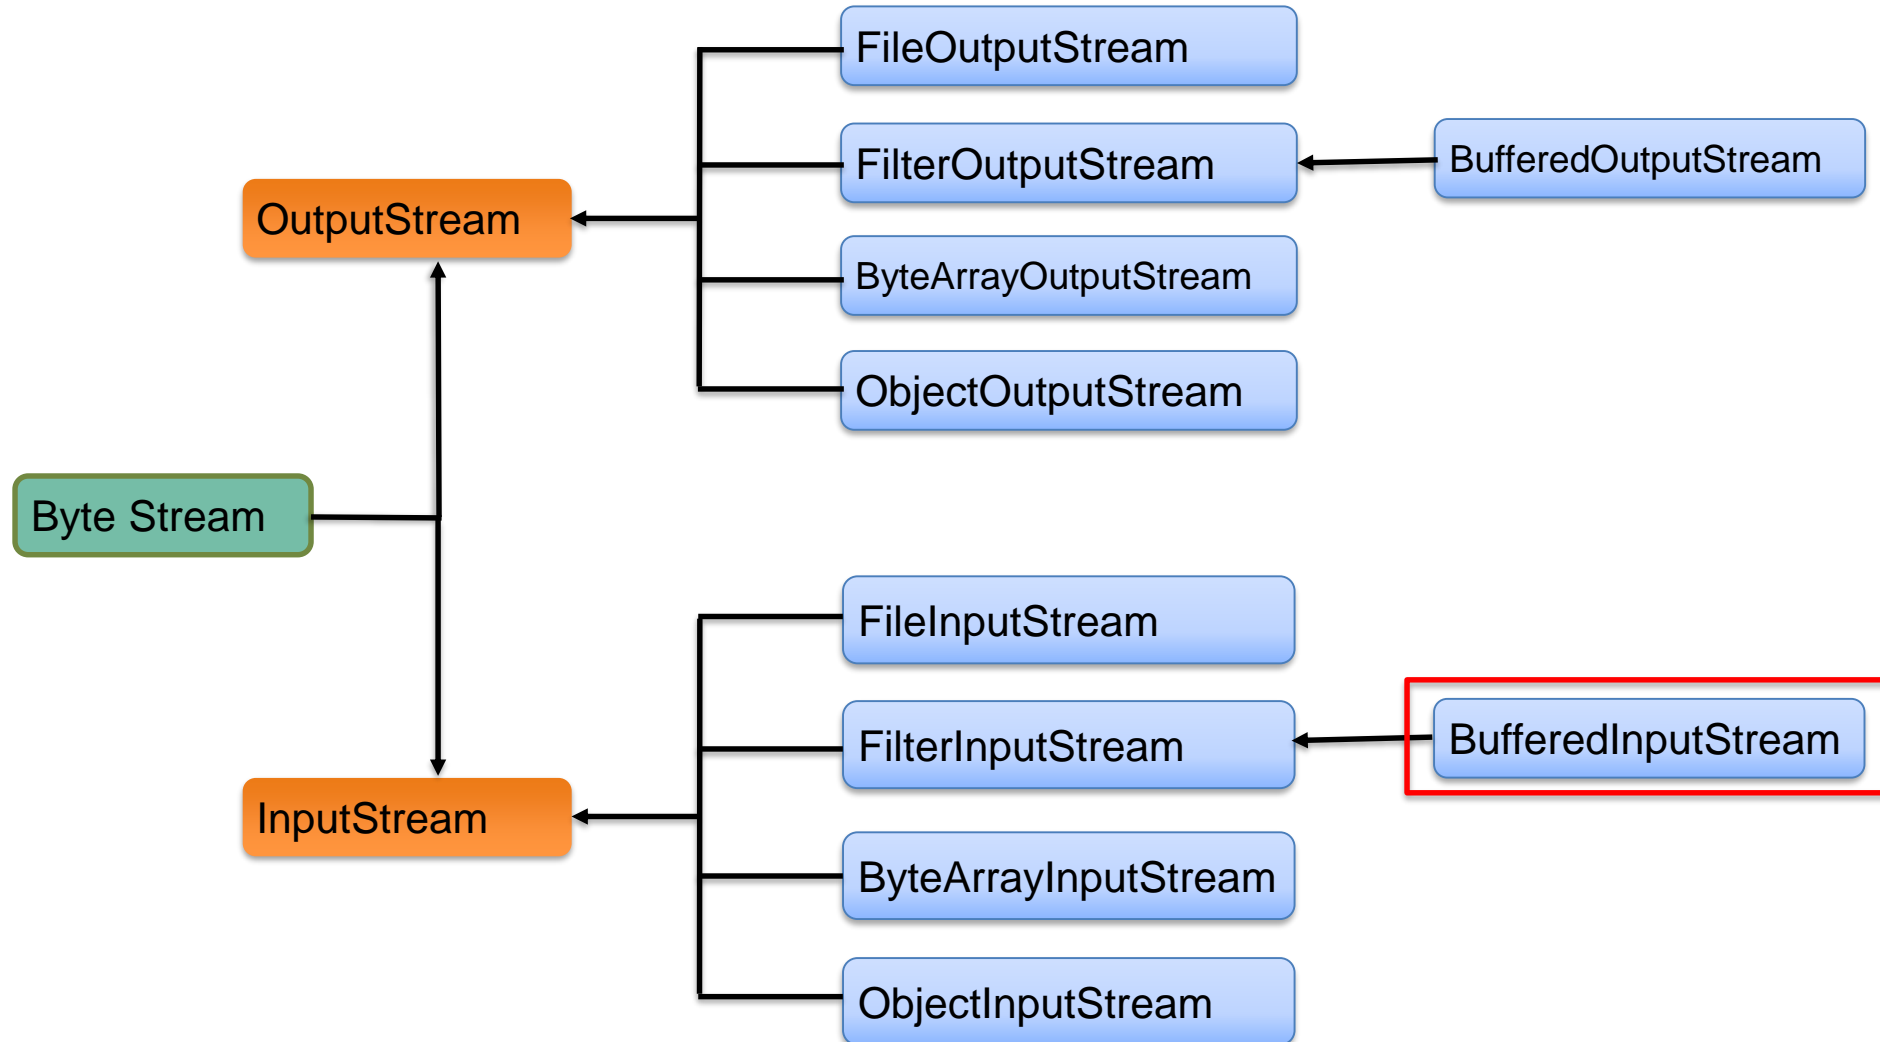 FileOutputStream
FilterOutputStream
BufferedOutputStream
OutputStream
ByteArrayOutputStream
ObjectOutputStream
Byte Stream
FileInputStream
FilterInputStream
BufferedInputStream
InputStream
ByteArrayInputStream
ObjectInputStream